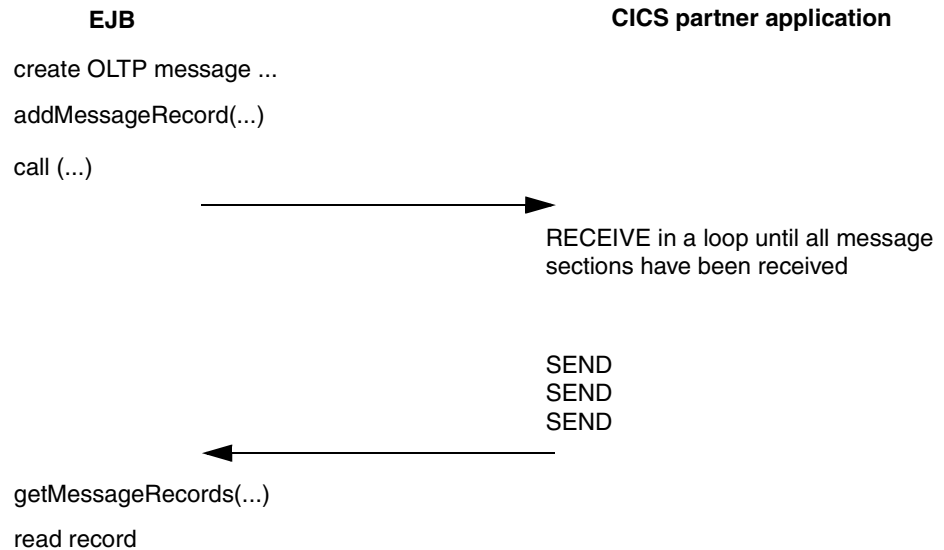 EJB
CICS partner application
create OLTP message ...
addMessageRecord(...)
call (...)
RECEIVE in a loop until all message
sections have been received
SEND
SEND
SEND
getMessageRecords(...)
read record